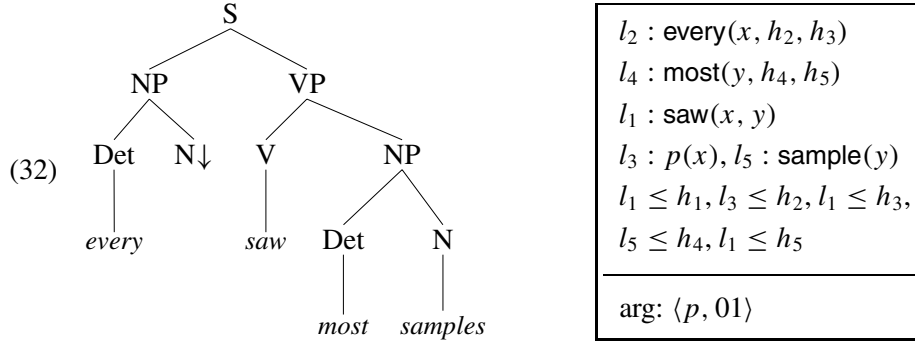 S
NP VP
(32) Det N↓ V NP
every saw Det N
most samples
l₂ : every(x, h₂, h₃)
l₄ : most(y, h₄, h₅)
l₁ : saw(x, y)
l₃ : p(x), l₅ : sample(y)
l₁ ≤ h₁, l₃ ≤ h₂, l₁ ≤ h₃,
l₅ ≤ h₄, l₁ ≤ h₅
arg: ⟨p, 01⟩